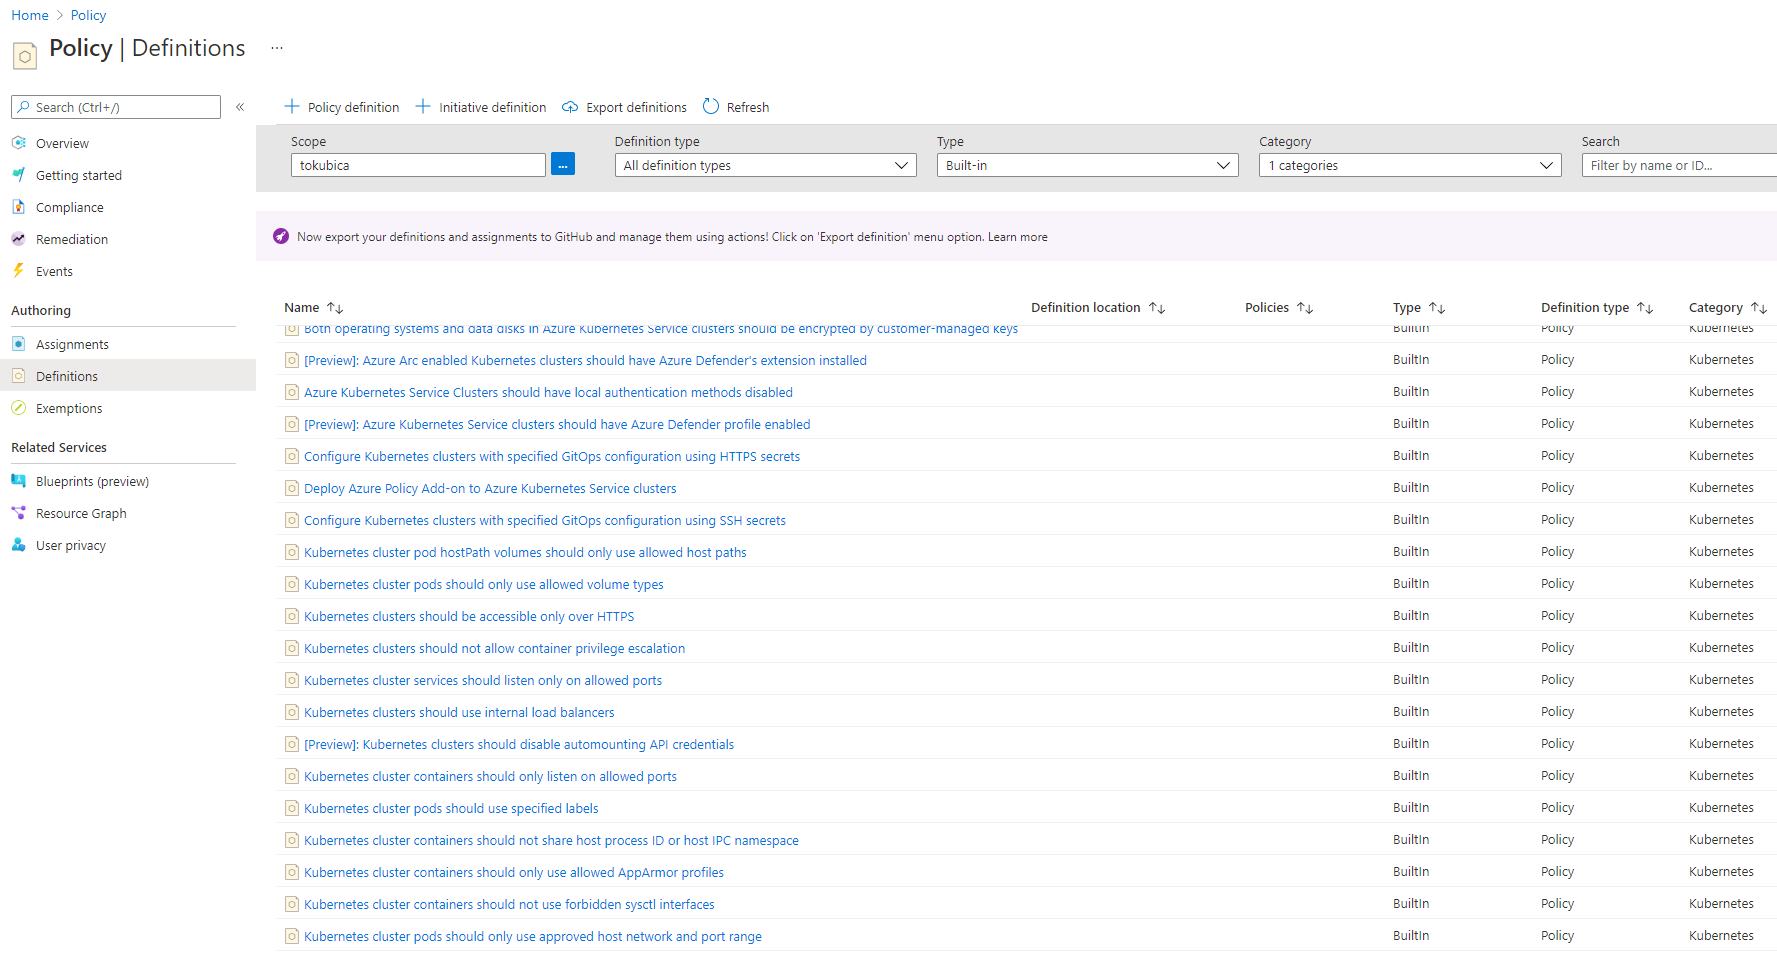 Home > Policy
Policy | Definitions ...
Search (Ctrl+/) «
Overview
Getting started
Compliance
Remediation
Events
Authoring
Assignments
Definitions
Exemptions
Related Services
Blueprints (preview)
Resource Graph
User privacy
Policy definition Initiative definition Export definitions Refresh
Scope Definition type Type Category Search
tokubica ... All definition types Built-in 1 categories Filter by name or ID...
Now export your definitions and assignments to GitHub and manage them using actions! Click on 'Export definition' menu option. Learn more
Name ↑↓ Definition location ↑↓ Policies ↑↓ Type ↑↓ Definition type ↑↓ Category ↑↓
Both operating systems and data disks in Azure Kubernetes Service clusters should be encrypted by customer-managed keys BuiltIn Policy Kubernetes
[Preview]: Azure Arc enabled Kubernetes clusters should have Azure Defender's extension installed BuiltIn Policy Kubernetes
Azure Kubernetes Service Clusters should have local authentication methods disabled BuiltIn Policy Kubernetes
[Preview]: Azure Kubernetes Service clusters should have Azure Defender profile enabled BuiltIn Policy Kubernetes
Configure Kubernetes clusters with specified GitOps configuration using HTTPS secrets BuiltIn Policy Kubernetes
Deploy Azure Policy Add-on to Azure Kubernetes Service clusters BuiltIn Policy Kubernetes
Configure Kubernetes clusters with specified GitOps configuration using SSH secrets BuiltIn Policy Kubernetes
Kubernetes cluster pod hostPath volumes should only use allowed host paths BuiltIn Policy Kubernetes
Kubernetes cluster pods should only use allowed volume types BuiltIn Policy Kubernetes
Kubernetes clusters should be accessible only over HTTPS BuiltIn Policy Kubernetes
Kubernetes clusters should not allow container privilege escalation BuiltIn Policy Kubernetes
Kubernetes cluster services should listen only on allowed ports BuiltIn Policy Kubernetes
Kubernetes clusters should use internal load balancers BuiltIn Policy Kubernetes
[Preview]: Kubernetes clusters should disable automounting API credentials BuiltIn Policy Kubernetes
Kubernetes cluster containers should only listen on allowed ports BuiltIn Policy Kubernetes
Kubernetes cluster pods should use specified labels BuiltIn Policy Kubernetes
Kubernetes cluster containers should not share host process ID or host IPC namespace BuiltIn Policy Kubernetes
Kubernetes cluster containers should only use allowed AppArmor profiles BuiltIn Policy Kubernetes
Kubernetes cluster containers should not use forbidden sysctl interfaces BuiltIn Policy Kubernetes
Kubernetes cluster pods should only use approved host network and port range BuiltIn Policy Kubernetes